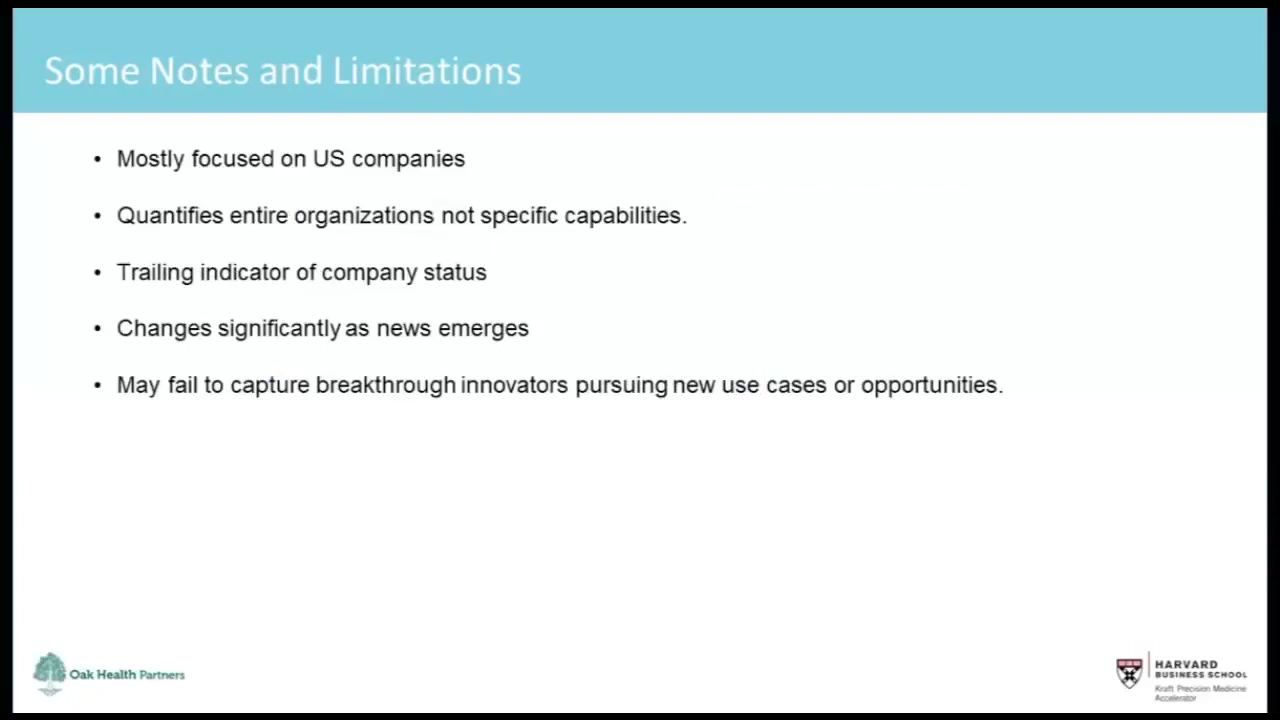 Some Notes and Limitations
• Mostly focused on US companies
• Quantifies entire organizations not specific capabilities.
• Trailing indicator of company status
• Changes significantly as news emerges
• May fail to capture breakthrough innovators pursuing new use cases or opportunities.
Oak Health Partners
HARVARD
BUSINESS SCHOOL
Kraft Precision Medicine
Accelerator